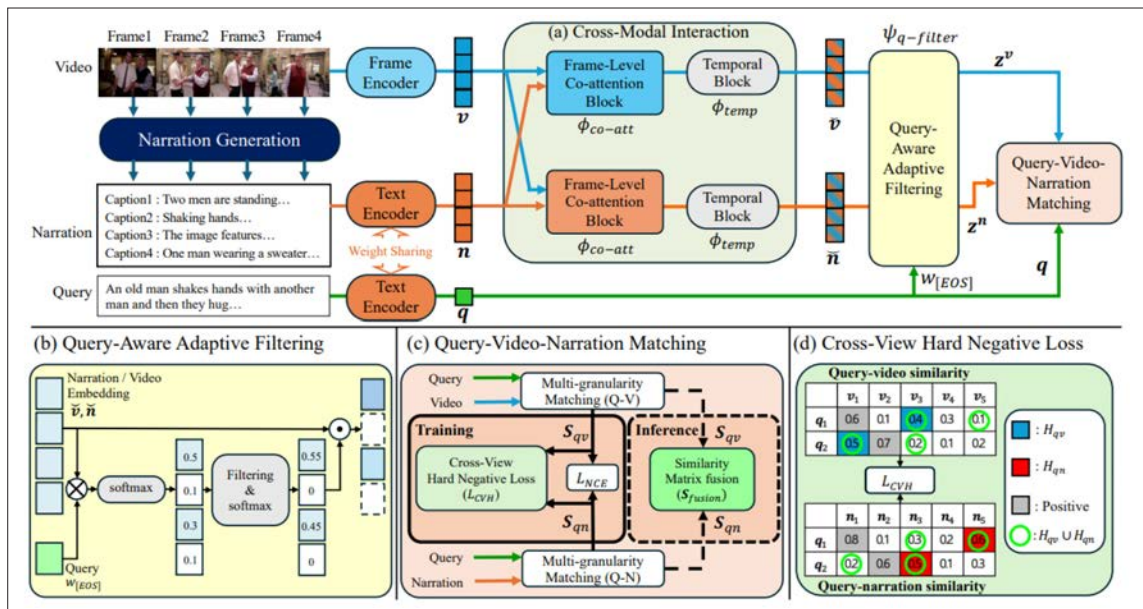 Frame1 Frame2 Frame3 Frame4
Video
Frame Encoder
v
(a) Cross-Modal Interaction
Frame-Level Co-attention Block
ϕco−att
Temporal Block
ϕtemp
ṽ
ψq−filter
Query-Aware Adaptive Filtering
zᵛ
Query-Video-Narration Matching
Narration Generation
Narration
Caption1 : Two men are standing…
Caption2 : Shaking hands…
Caption3 : The image features…
Caption4 : One man wearing a sweater…
Text Encoder
n
Frame-Level Co-attention Block
ϕco−att
Temporal Block
ϕtemp
n̆
zⁿ
Weight Sharing
Query
An old man shakes hands with another
man and then they hug…
Text Encoder
q
w[EOS]
q
(b) Query-Aware Adaptive Filtering
Narration / Video
Embedding
v̆, n̆
softmax
0.5
0.1
0.3
0.1
Filtering & softmax
0.55
0
0.45
0
Query
w[EOS]
(c) Query-Video-Narration Matching
Query
Video
Multi-granularity
Matching (Q-V)
Training
Sqv
Cross-View
Hard Negative Loss
(LCVH)
LNCE
Sqn
Inference
Sqv
Similarity
Matrix fusion
(Sfusion)
Sqn
Query
Narration
Multi-granularity
Matching (Q-N)
(d) Cross-View Hard Negative Loss
Query-video similarity
v1 v2 v3 v4 v5
q1 0.6 0.1 0.4 0.3 0.1
q2 0.5 0.7 0.2 0.1 0.2
LCVH
n1 n2 n3 n4 n5
q1 0.8 0.1 0.3 0.1
q2 0.2 0.6 0.5 0.1 0.3
Query-narration similarity
: Hqv
: Hqn
: Positive
: Hqv ∪ Hqn